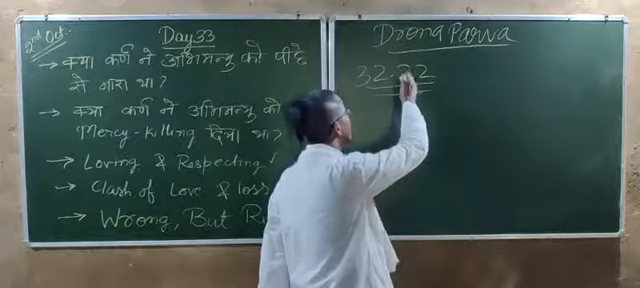 2nd Oct.
Day 33
→ क्या कर्ण ने अभिमन्यु को पीछे
से मारा था?
→ क्या कर्ण ने अभिमन्यु को
Mercy-killing दिया था?
→ Loving & Respecting
→ Clash of Love & loss
→ Wrong, But
Drona Parva
32.22